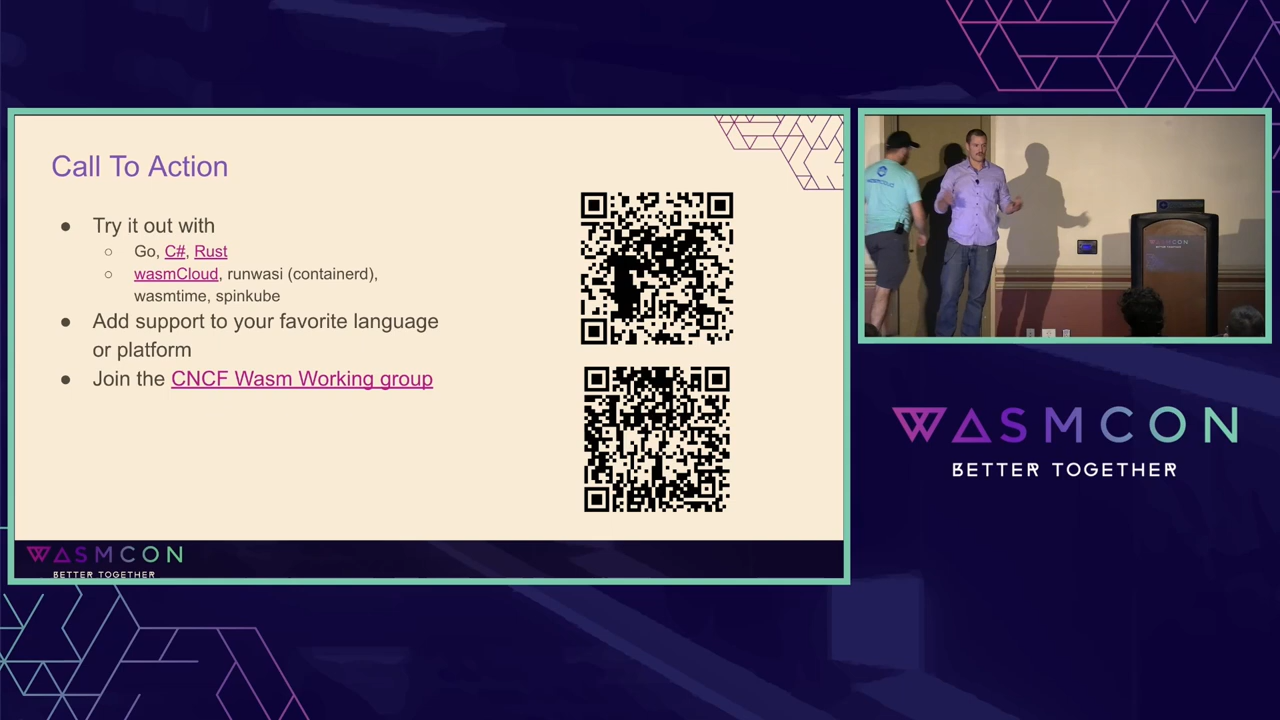 Call To Action
● Try it out with
○ Go, C#, Rust
○ wasmCloud, runwasi (containerd),
wasmtime, spinkube
● Add support to your favorite language
or platform
● Join the CNCF Wasm Working group
WASMCON
BETTER TOGETHER
WASMCON
BETTER TOGETHER
WASMCON